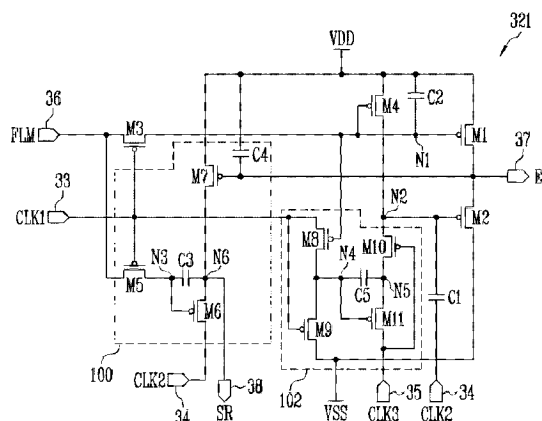 321
VDD
36
FLM
M3
M4
C2
M1
N1
37
E
C4
M7
33
CLK1
N2
M2
M8
M10
N3
C3
N6
N4
C5
N5
M5
M6
M9
M11
C1
100
102
CLK2
34
38
SR
VSS
35
CLK3
34
CLK2